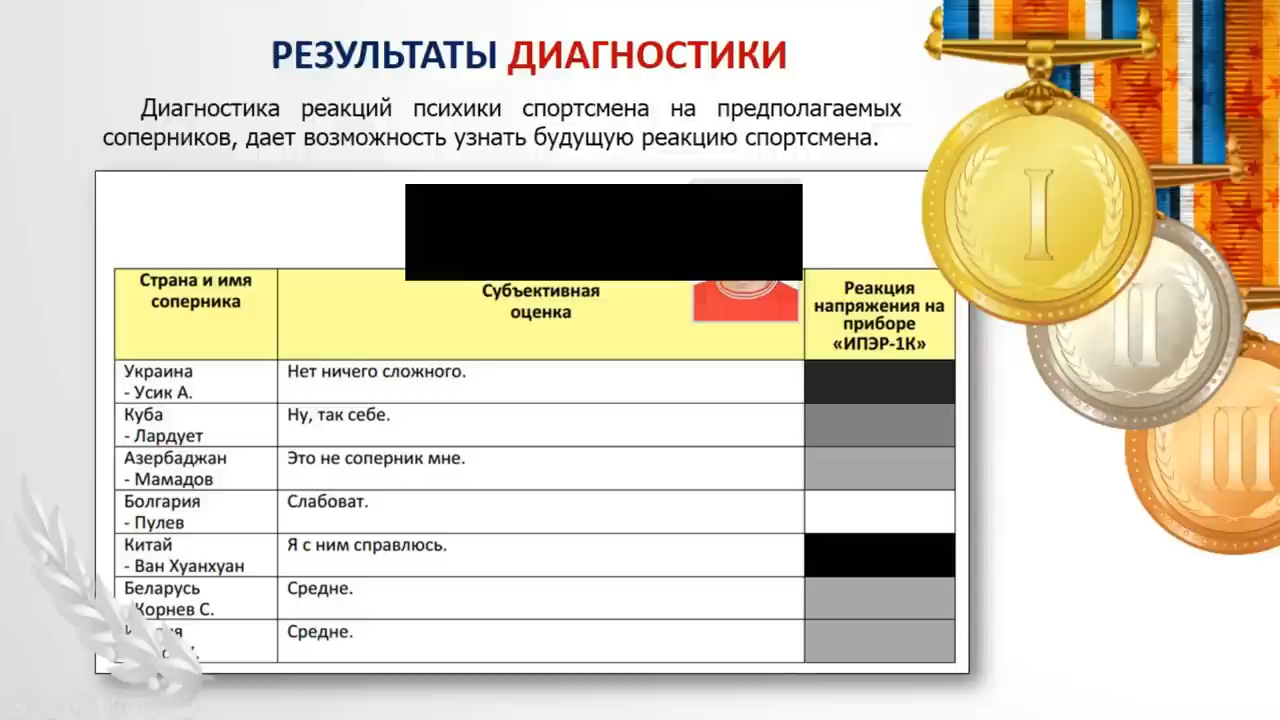 РЕЗУЛЬТАТЫ ДИАГНОСТИКИ
Диагностика реакций психики спортсмена на предполагаемых
соперников, дает возможность узнать будущую реакцию спортсмена.
Страна и имя
соперника
Субъективная
оценка
Реакция
напряжения на
приборе
«ИПЭР-1К»
Украина
- Усик А.
Нет ничего сложного.
Куба
- Лардует
Ну, так себе.
Азербаджан
- Мамадов
Это не соперник мне.
Болгария
- Пулев
Слабоват.
Китай
- Ван Хуанхуан
Я с ним справлюсь.
Беларусь
Корнев С.
Средне.
Средне.
I
II
III